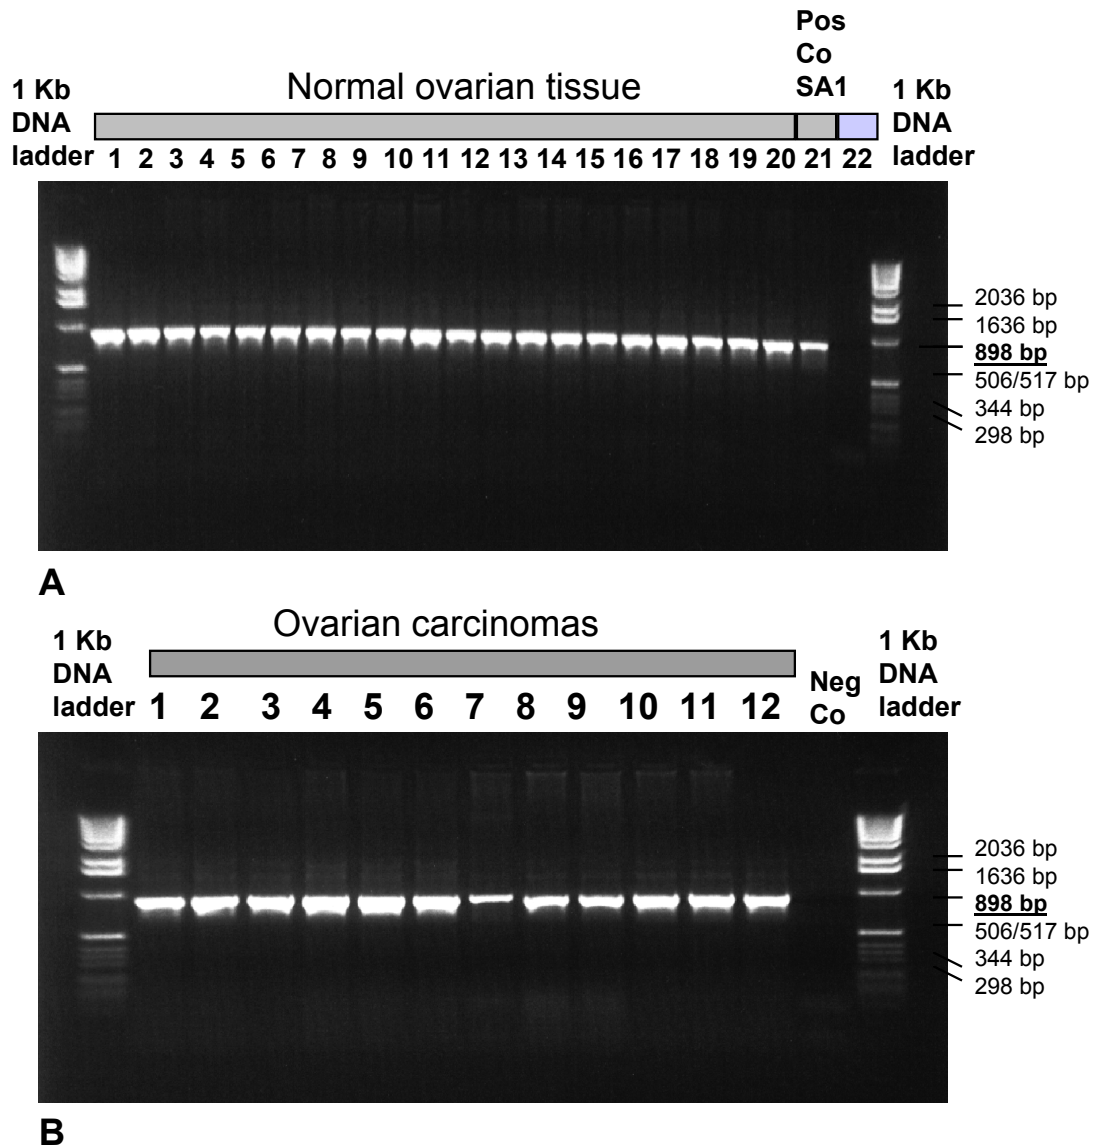 Pos
Co
SA1
1 Kb
DNA
ladder
Normal ovarian tissue
1 Kb
DNA
ladder
1 2 3 4 5 6 7 8 9 10 11 12 13 14 15 16 17 18 19 20 21 22
2036 bp
1636 bp
898 bp
506/517 bp
344 bp
298 bp
A
Ovarian carcinomas
1 Kb
DNA
ladder
1 2 3 4 5 6 7 8 9 10 11 12
Neg
Co
1 Kb
DNA
ladder
2036 bp
1636 bp
898 bp
506/517 bp
344 bp
298 bp
B